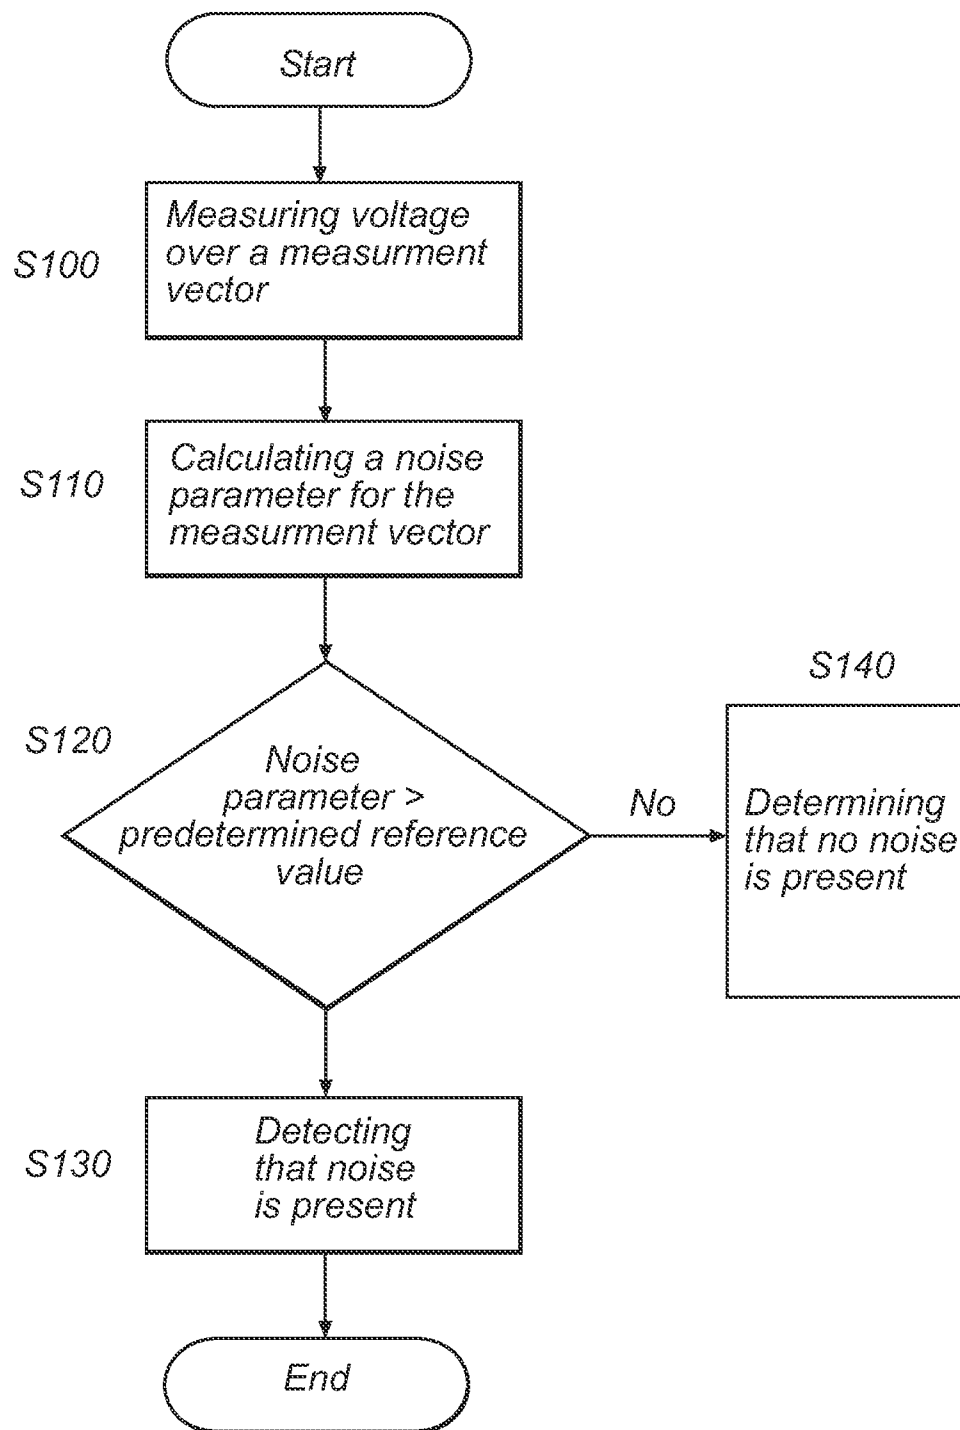 Start
S100
Measuring voltage
over a measurment
vector
S110
Calculating a noise
parameter for the
measurment vector
S120
Noise
parameter >
predetermined reference
value
No
S140
Determining
that no noise
is present
S130
Detecting
that noise
is present
End